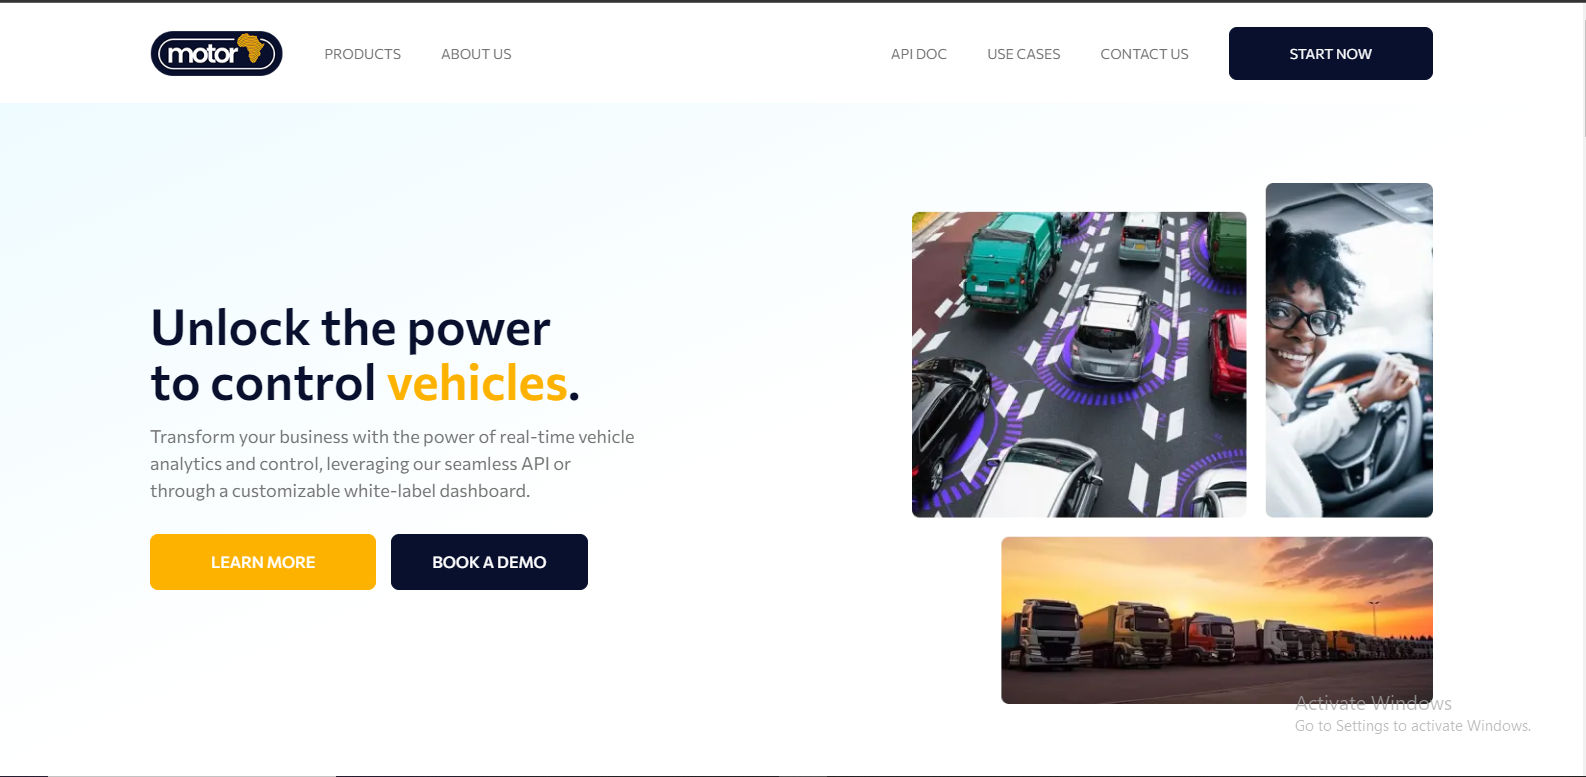 motor
PRODUCTS
ABOUT US
API DOC
USE CASES
CONTACT US
START NOW
Unlock the power
to control vehicles.
Transform your business with the power of real-time vehicle
analytics and control, leveraging our seamless API or
through a customizable white-label dashboard.
LEARN MORE
BOOK A DEMO
Activate Windows
Go to Settings to activate Windows.